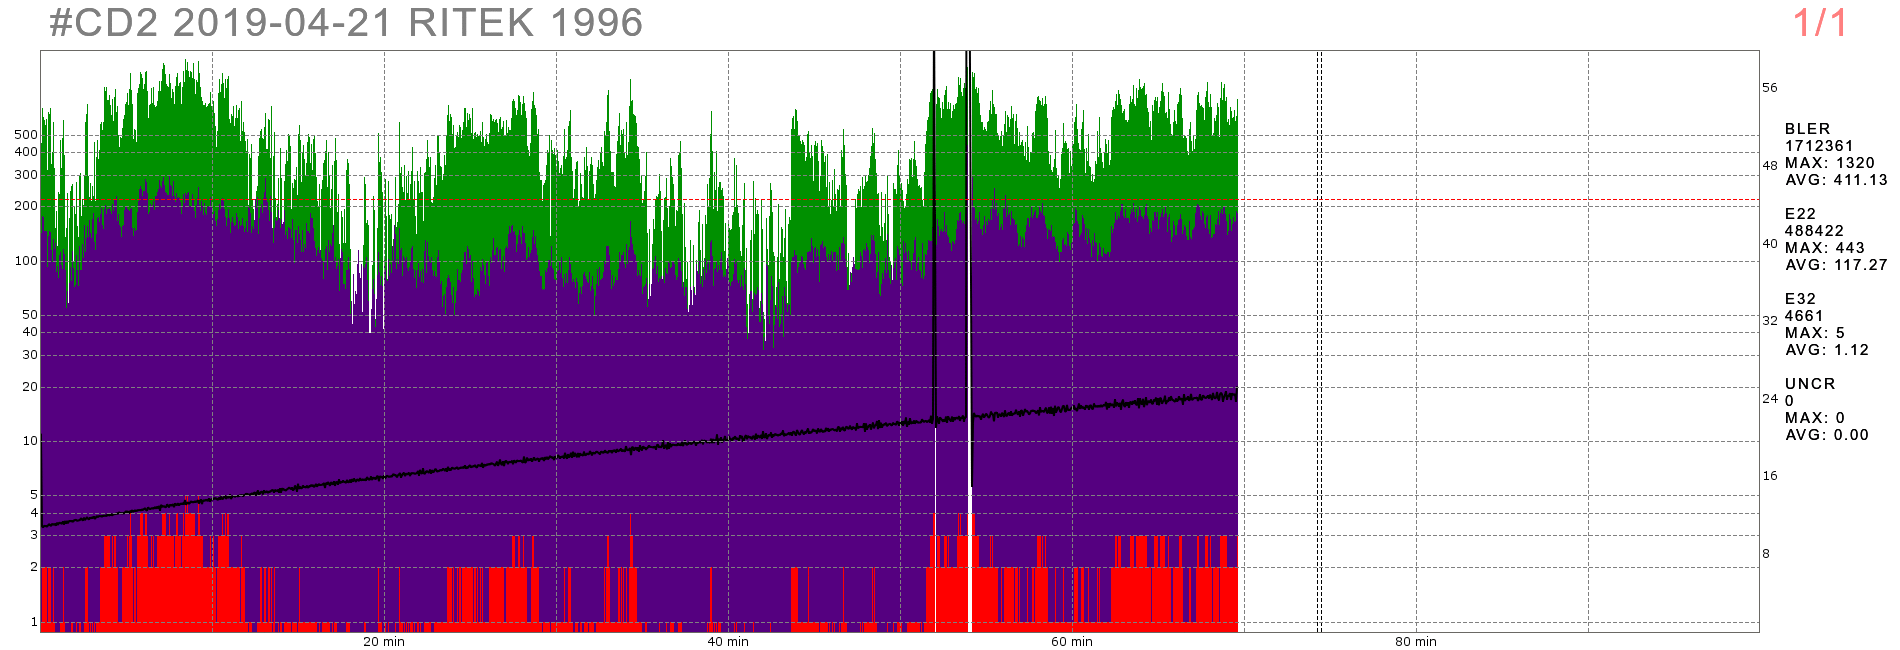 #CD2 2019-04-21 RITEK 1996
1/1
500
400
300
200
100
50
40
30
20
10
5
4
3
2
1
56
48
40
32
24
16
8
20 min
40 min
60 min
80 min
BLER
1712361
MAX: 1320
AVG: 411.13
E22
488422
MAX: 443
AVG: 117.27
E32
4661
MAX: 5
AVG: 1.12
UNCR
0
MAX: 0
AVG: 0.00